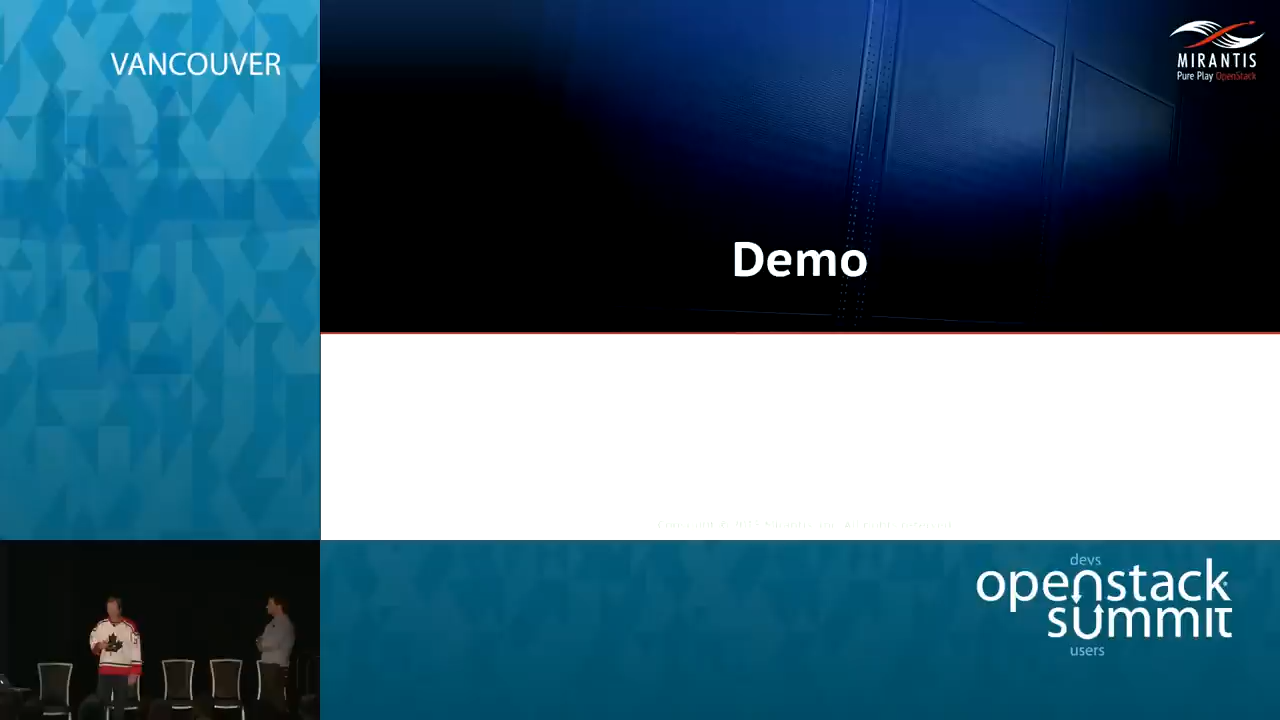 VANCOUVER
MIRANTIS
Pure Play OpenStack
Demo
devs
openstack
summit
users